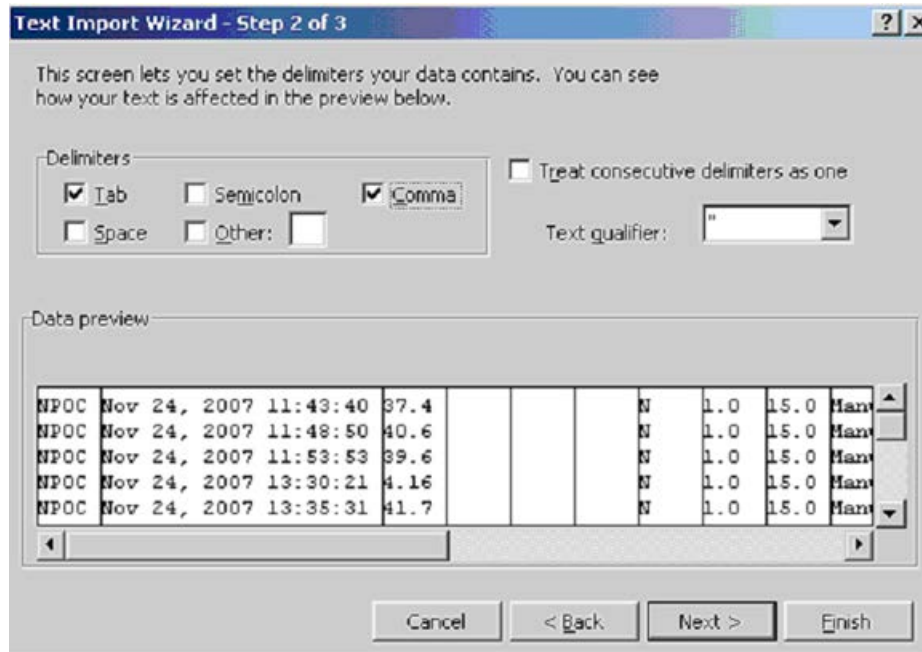 Text Import Wizard - Step 2 of 3
This screen lets you set the delimiters your data contains. You can see
how your text is affected in the preview below.
Delimiters
Tab Semicolon Comma
Space Other:
Treat consecutive delimiters as one
Text qualifier: "
Data preview
NPOC Nov 24, 2007 11:43:40 37.4 N 1.0 15.0 Man
NPOC Nov 24, 2007 11:48:50 40.6 N 1.0 15.0 Man
NPOC Nov 24, 2007 11:53:53 39.6 N 1.0 15.0 Man
NPOC Nov 24, 2007 13:30:21 4.16 N 1.0 15.0 Man
NPOC Nov 24, 2007 13:35:31 41.7 N 1.0 15.0 Man
Cancel < Back Next > Finish